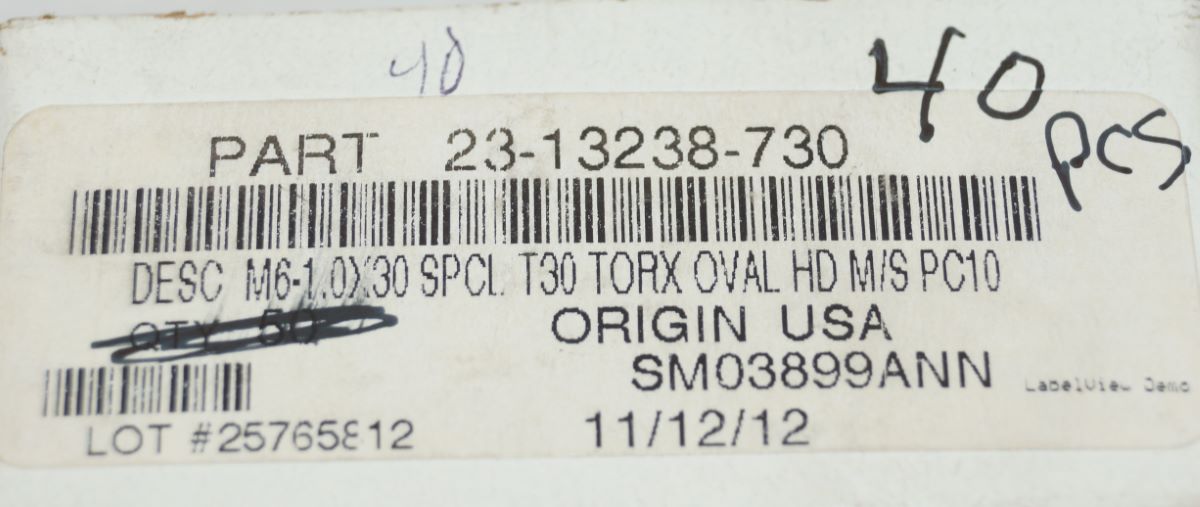 40
40 pcs
PART 23-13238-730
DESC M6-1.0X30 SPCL T30 TORX OVAL HD M/S PC10
QTY 50
ORIGIN USA
SM03899ANN
LabelView Demo
LOT #25765812
11/12/12